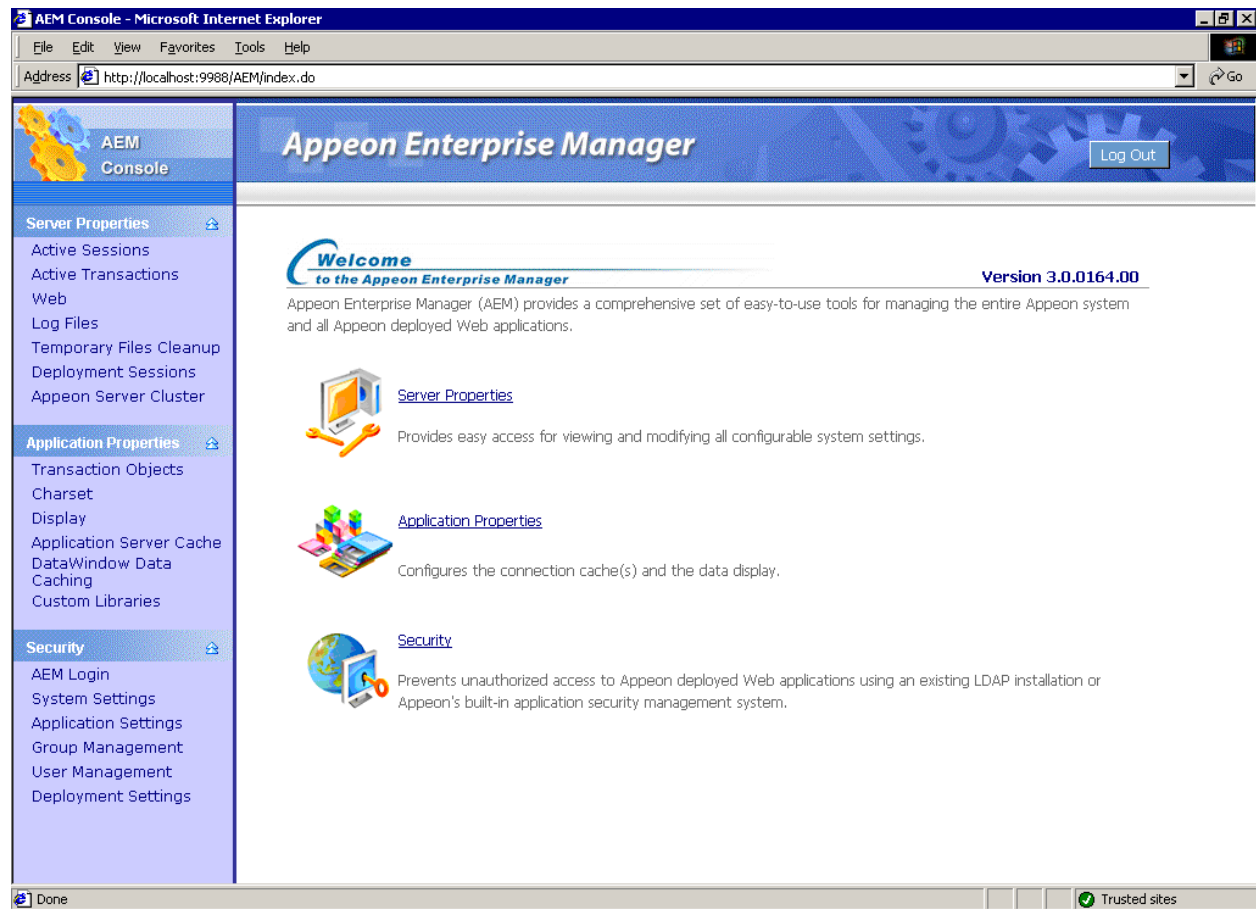 AEM Console - Microsoft Internet Explorer
File Edit View Favorites Tools Help
Address http://localhost:9988/AEM/index.do Go
AEM
Console
Appeon Enterprise Manager
Log Out
Server Properties
Active Sessions
Active Transactions
Web
Log Files
Temporary Files Cleanup
Deployment Sessions
Appeon Server Cluster
Application Properties
Transaction Objects
Charset
Display
Application Server Cache
DataWindow Data
Caching
Custom Libraries
Security
AEM Login
System Settings
Application Settings
Group Management
User Management
Deployment Settings
Welcome
to the Appeon Enterprise Manager
Version 3.0.0164.00
Appeon Enterprise Manager (AEM) provides a comprehensive set of easy-to-use tools for managing the entire Appeon system
and all Appeon deployed Web applications.
Server Properties
Provides easy access for viewing and modifying all configurable system settings.
Application Properties
Configures the connection cache(s) and the data display.
Security
Prevents unauthorized access to Appeon deployed Web applications using an existing LDAP installation or
Appeon's built-in application security management system.
Done
Trusted sites